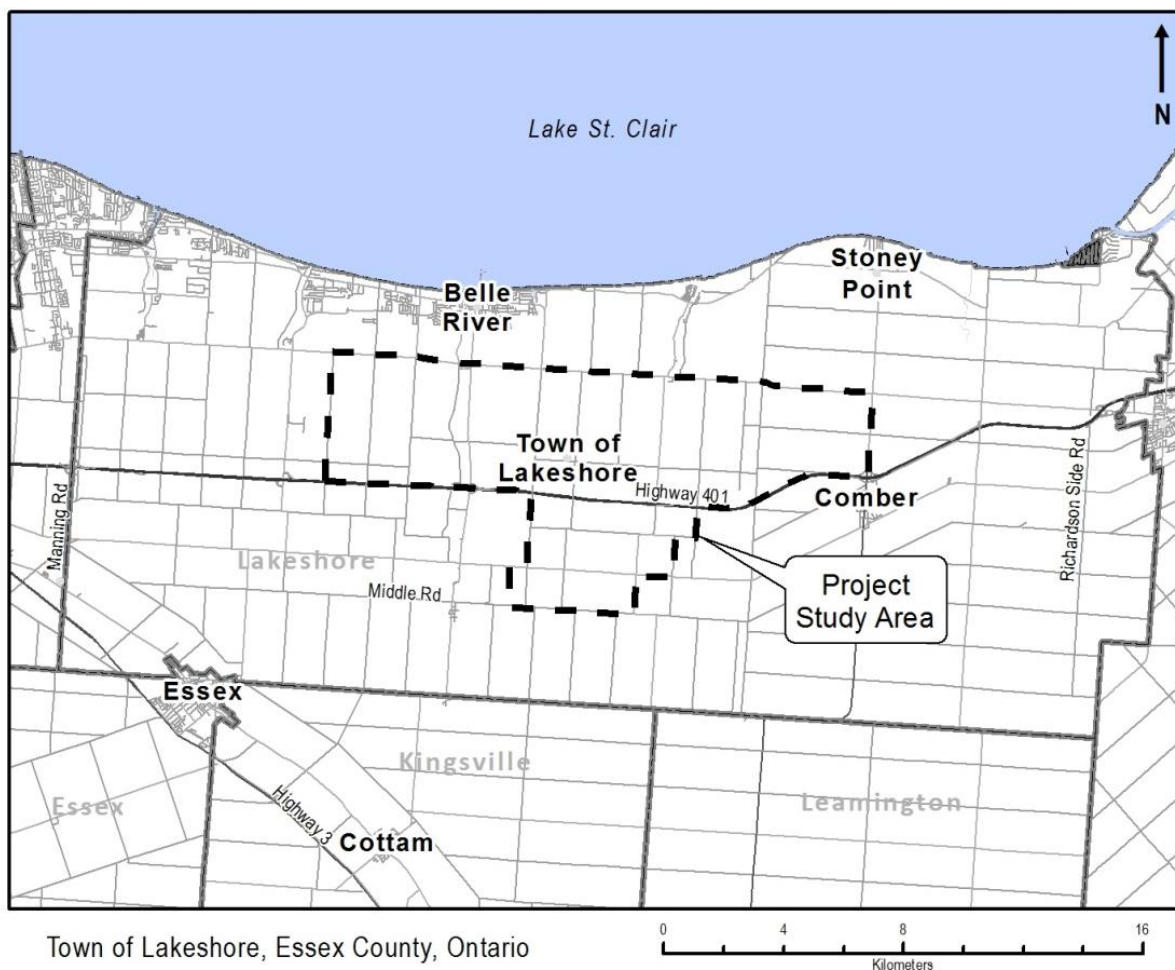 N
Lake St. Clair
Stoney
Point
Belle
River
Town of
Lakeshore
Highway 401
Comber
Manning Rd
Richardson Side Rd
Lakeshore
Middle Rd
Project
Study Area
Essex
Kingsville
Essex
Leamington
Highway 3
Cottam
Town of Lakeshore, Essex County, Ontario
0 4 8 16
Kilometers